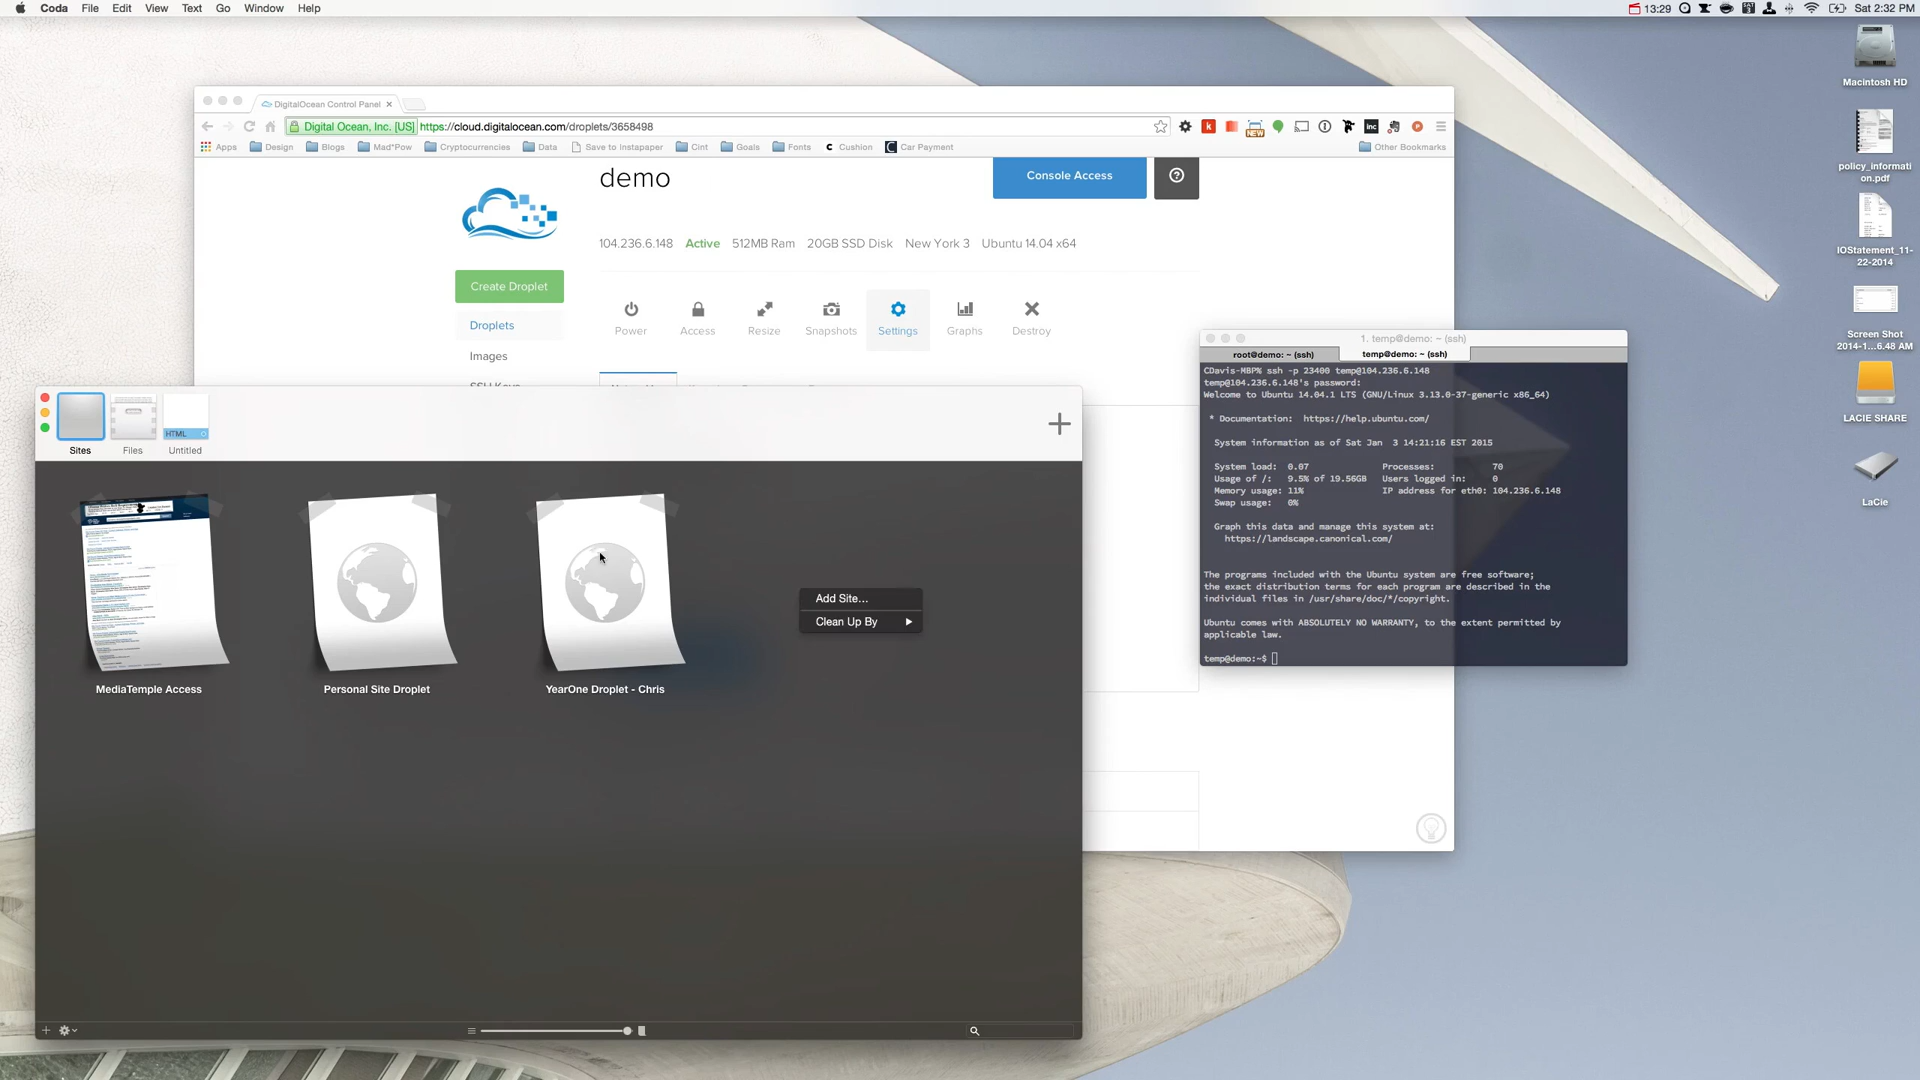 Coda File Edit View Text Go Window Help
13:29 Sat 2:32 PM
DigitalOcean Control Panel
Digital Ocean, Inc. [US] https://cloud.digitalocean.com/droplets/3658498
Apps Design Blogs Mad*Pow Cryptocurrencies Data Save to Instapaper Cint Goals Fonts Cushion Car Payment Other Bookmarks
demo
Console Access
104.236.6.148 Active 512MB Ram 20GB SSD Disk New York 3 Ubuntu 14.04 x64
Create Droplet
Droplets
Images
Power Access Resize Snapshots Settings Graphs Destroy
Sites Files Untitled
HTML
MediaTemple Access
Personal Site Droplet
YearOne Droplet - Chris
Add Site...
Clean Up By
1. temp@demo: ~ (ssh)
root@demo: ~ (ssh) temp@demo: ~ (ssh)
CDavis-MBP% ssh -p 23400 temp@104.236.6.148
temp@104.236.6.148's password:
Welcome to Ubuntu 14.04.1 LTS (GNU/Linux 3.13.0-37-generic x86_64)
* Documentation: https://help.ubuntu.com/
System information as of Sat Jan 3 14:21:16 EST 2015
System load: 0.07 Processes: 70
Usage of /: 9.5% of 19.56GB Users logged in: 0
Memory usage: 11% IP address for eth0: 104.236.6.148
Swap usage: 0%
Graph this data and manage this system at:
https://landscape.canonical.com/
The programs included with the Ubuntu system are free software;
the exact distribution terms for each program are described in the
individual files in /usr/share/doc/*/copyright.
Ubuntu comes with ABSOLUTELY NO WARRANTY, to the extent permitted by
applicable law.
temp@demo:~$
Macintosh HD
policy_informati
on.pdf
IOStatement_11-
22-2014
Screen Shot
2014-1...6.48 AM
LACIE SHARE
LaCie